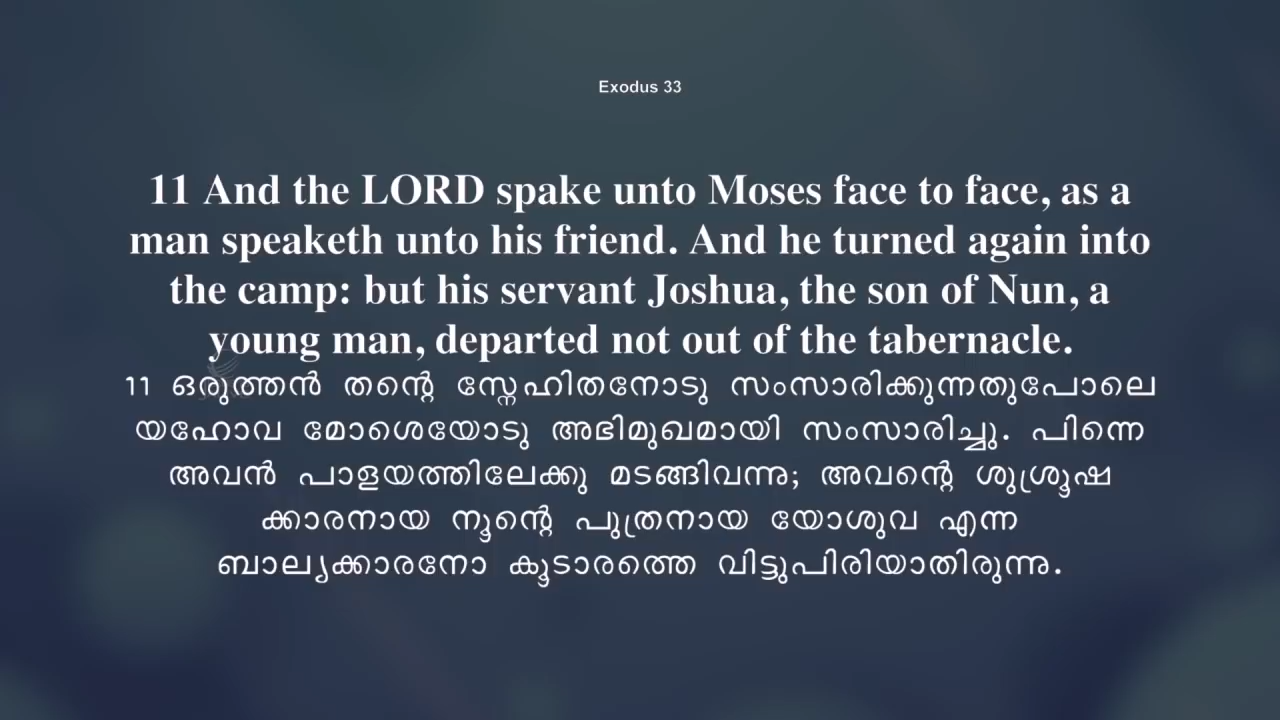 Exodus 33
11 And the LORD spake unto Moses face to face, as a
man speaketh unto his friend. And he turned again into
the camp: but his servant Joshua, the son of Nun, a
young man, departed not out of the tabernacle.
11 ഒരുത്തൻ തന്റെ സ്നേഹിതനോടു സംസാരിക്കുന്നതുപോലെ
യഹോവ മോശെയോടു അഭിമുഖമായി സംസാരിച്ചു. പിന്നെ
അവൻ പാളയത്തിലേക്കു മടങ്ങിവന്നു; അവന്റെ ശുശ്രൂഷ
ക്കാരനായ നൂന്റെ പുത്രനായ യോശുവ എന്ന
ബാല്യക്കാരനോ കൂടാരത്തെ വിട്ടുപിരിയാതിരുന്നു.